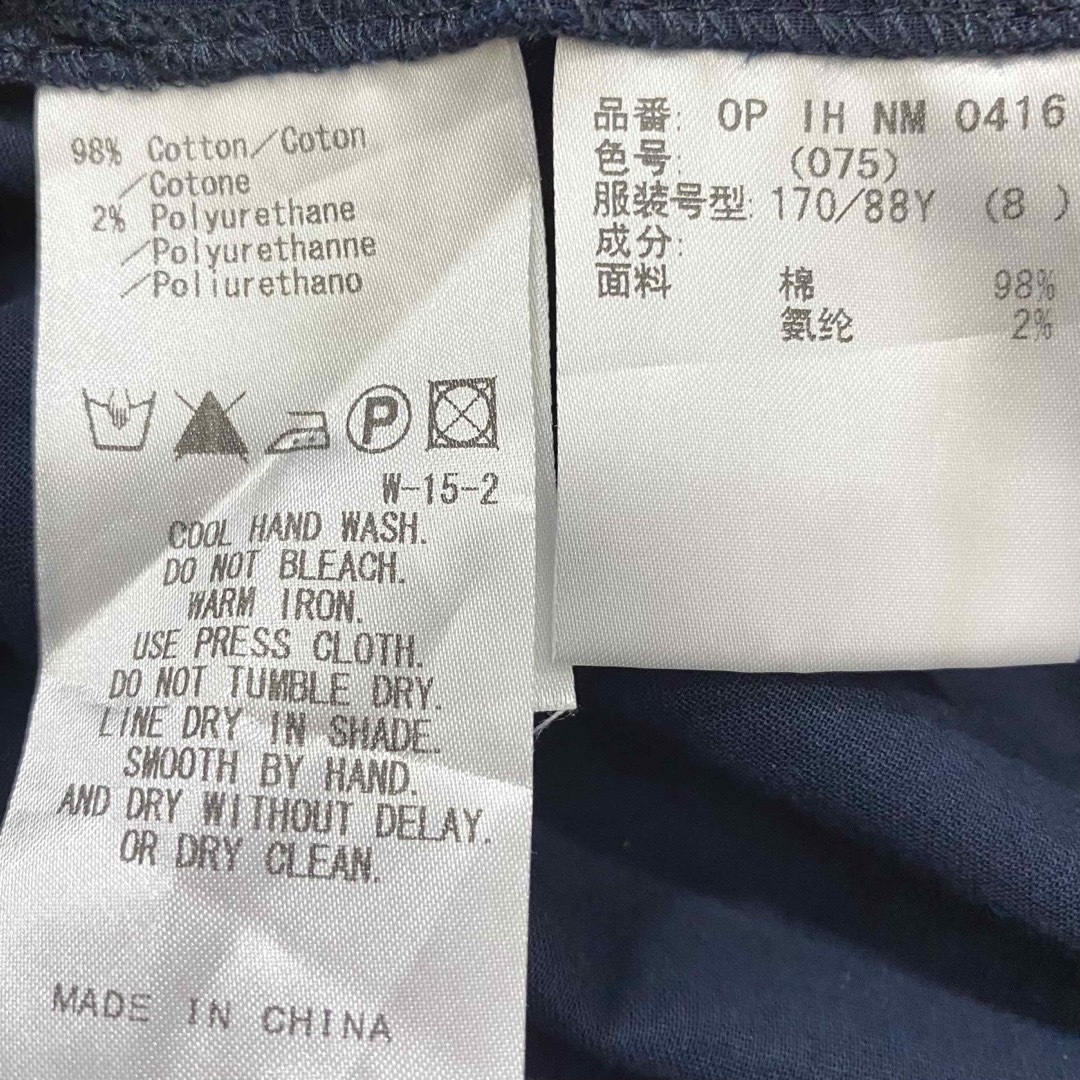 98% Cotton/Coton
/Cotone
2% Polyurethane
/Polyurethanne
/Poliurethano
P
W-15-2
COOL HAND WASH.
DO NOT BLEACH.
WARM IRON.
USE PRESS CLOTH.
DO NOT TUMBLE DRY.
LINE DRY IN SHADE.
SMOOTH BY HAND.
AND DRY WITHOUT DELAY.
OR DRY CLEAN.
MADE IN CHINA
品番: OP IH NM 0416
色号: (075)
服装号型: 170/88Y (8 )
成分:
面料 棉 98%
氨纶 2%